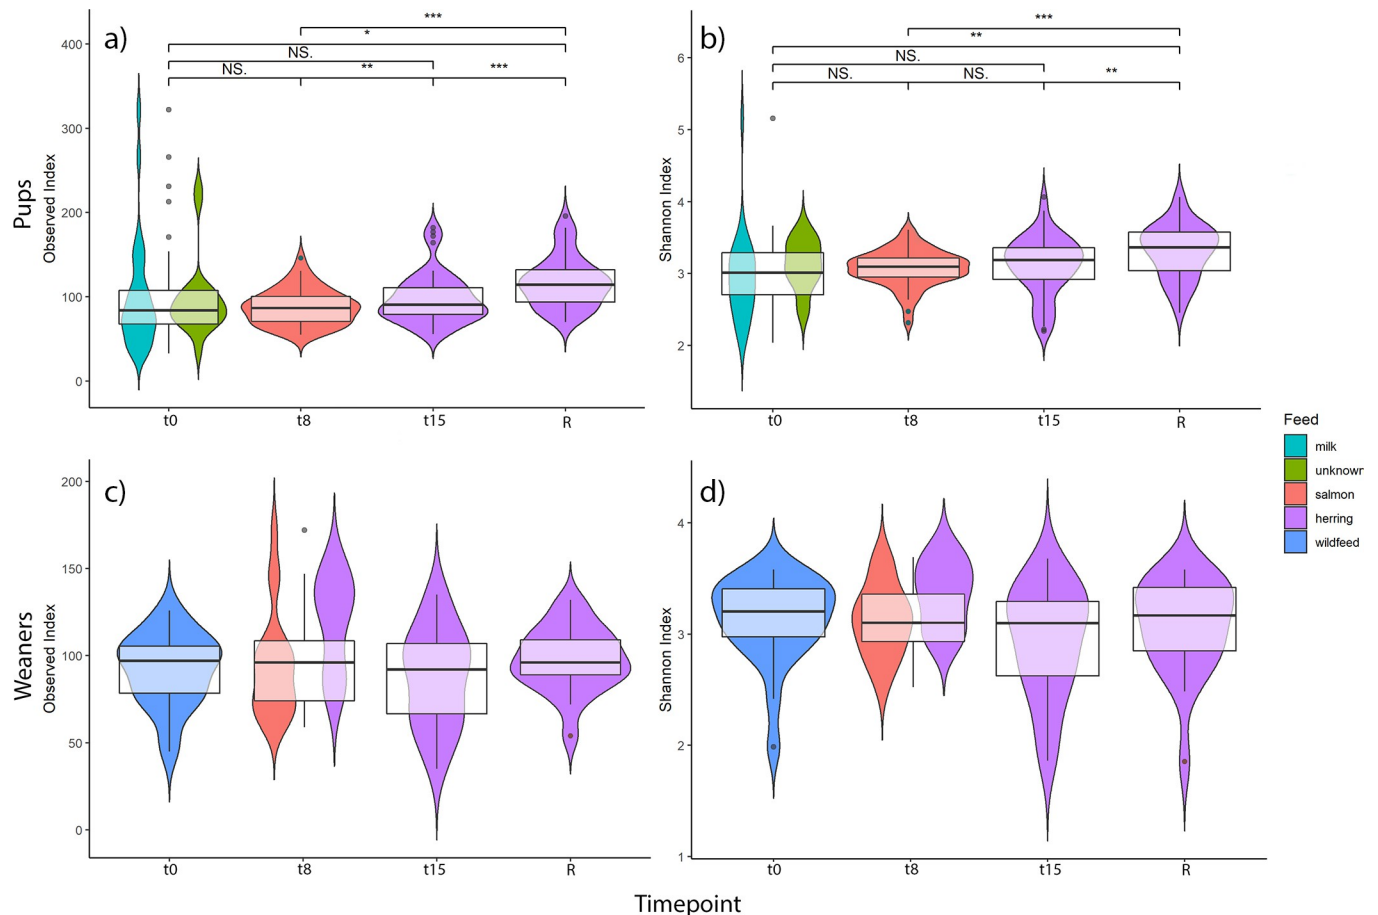 a)
***
*
NS.
NS.
**
***
400
300
200
100
0
Pups
Observed Index
t0
t8
t15
R
b)
***
**
NS.
NS.
NS.
**
6
5
4
3
2
Shannon Index
t0
t8
t15
R
c)
200
150
100
50
0
Weaners
Observed Index
t0
t8
t15
R
d)
4
3
2
1
Shannon Index
t0
t8
t15
R
Timepoint
Feed
milk
unknown
salmon
herring
wildfeed